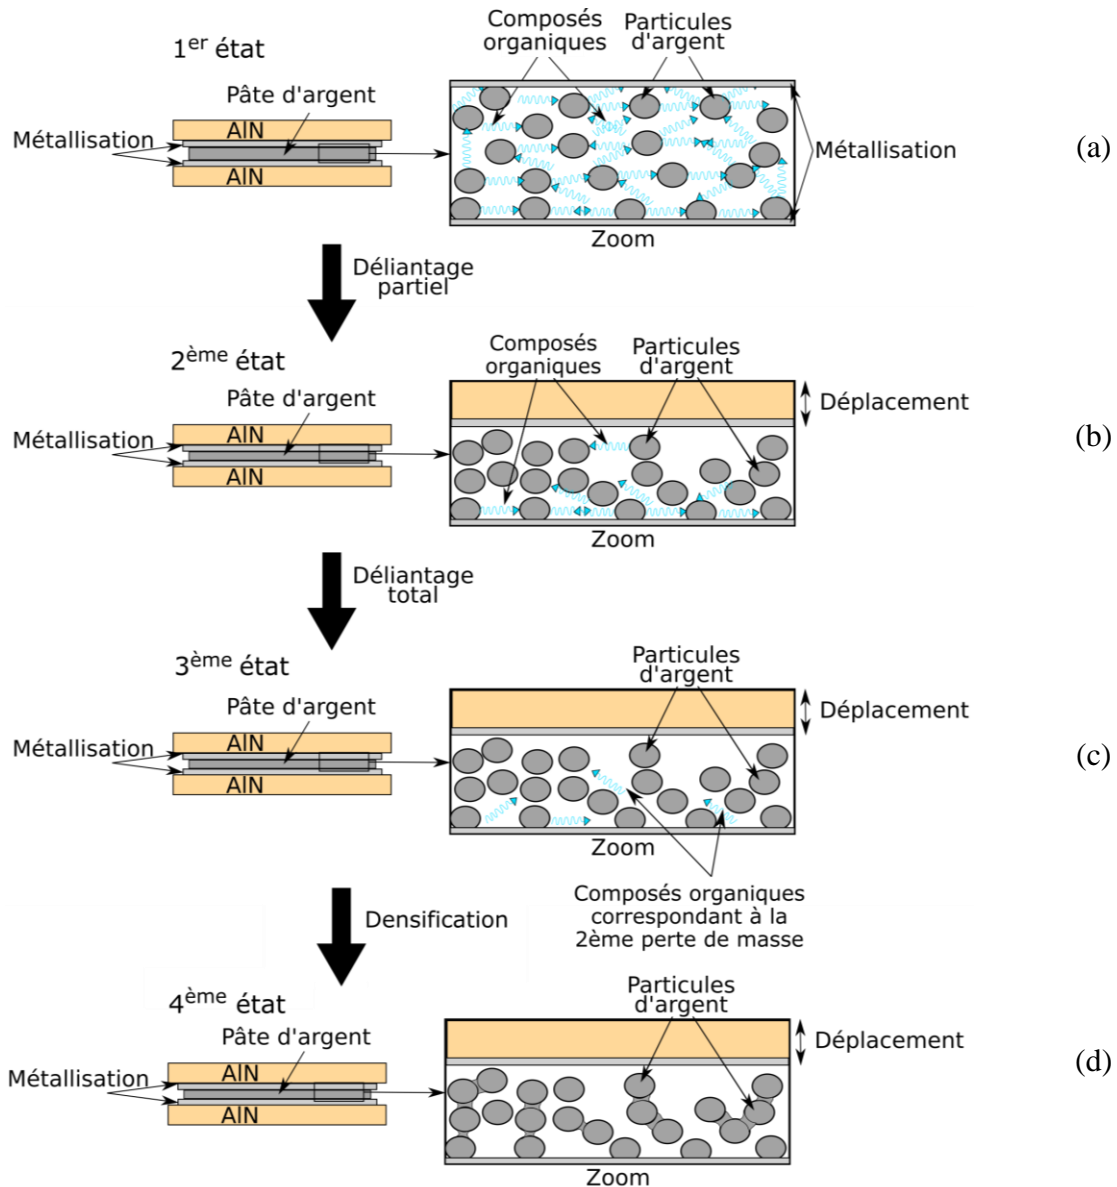 1er état
Composés
organiques
Particules
d'argent
Pâte d'argent
Métallisation
AlN
AlN
Métallisation
Zoom
(a)
Déliantage
partiel
2ème état
Composés
organiques
Particules
d'argent
Pâte d'argent
Métallisation
AlN
AlN
Déplacement
Zoom
(b)
Déliantage
total
3ème état
Particules
d'argent
Pâte d'argent
Métallisation
AlN
AlN
Déplacement
Zoom
(c)
Composés organiques
correspondant à la
2ème perte de masse
Densification
4ème état
Particules
d'argent
Pâte d'argent
Métallisation
AlN
AlN
Déplacement
Zoom
(d)